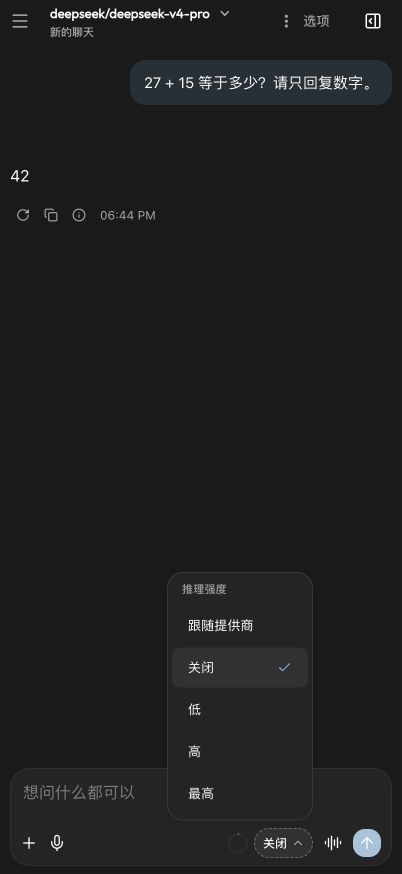 deepseek/deepseek-v4-pro
新的聊天
选项
27 + 15 等于多少？请只回复数字。
42
06:44 PM
推理强度
跟随提供商
关闭
低
高
最高
想问什么都可以
关闭